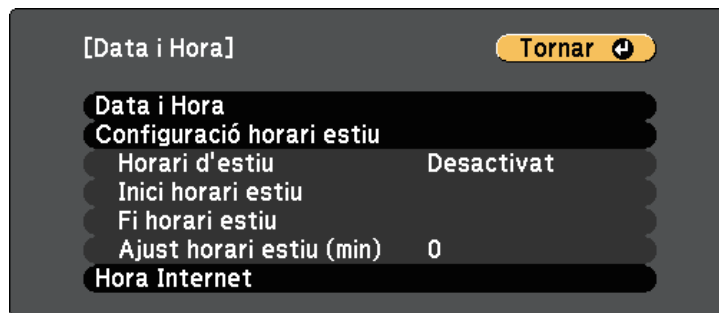 [Data i Hora] Tornar
Data i Hora
Configuració horari estiu
Horari d'estiu Desactivat
Inici horari estiu
Fi horari estiu
Ajust horari estiu (min) 0
Hora Internet